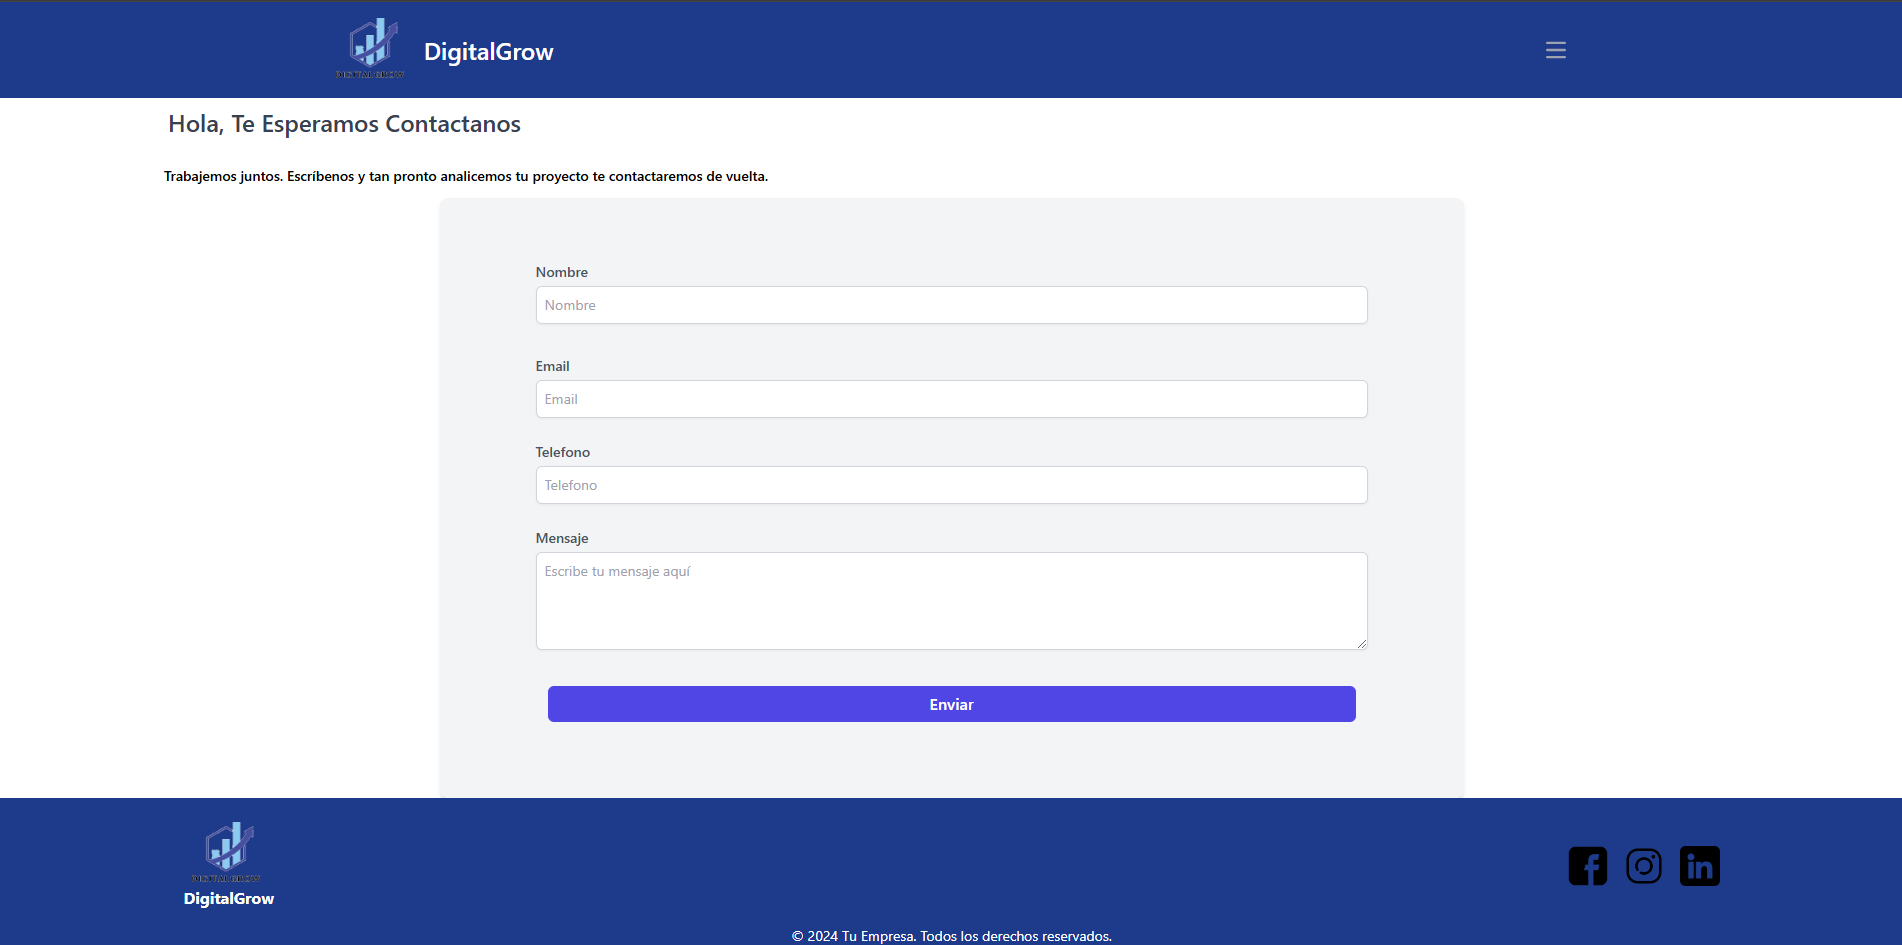 DIGITAL GROW
DigitalGrow
Hola, Te Esperamos Contactanos
Trabajemos juntos. Escríbenos y tan pronto analicemos tu proyecto te contactaremos de vuelta.
Nombre
Nombre
Email
Email
Telefono
Telefono
Mensaje
Escribe tu mensaje aquí
Enviar
DIGITAL GROW
DigitalGrow
in
© 2024 Tu Empresa. Todos los derechos reservados.